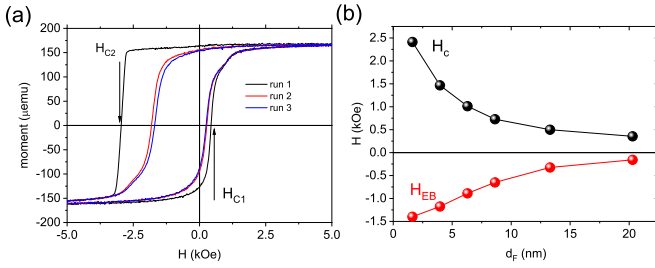 (a)
200
150
100
50
0
-50
-100
-150
-200
moment (μemu)
-5.0
-2.5
0.0
2.5
5.0
H (kOe)
H_C2
H_C1
run 1
run 2
run 3
(b)
2.5
2.0
1.5
1.0
0.5
0.0
-0.5
-1.0
-1.5
H (kOe)
0
5
10
15
20
d_F (nm)
H_c
H_EB